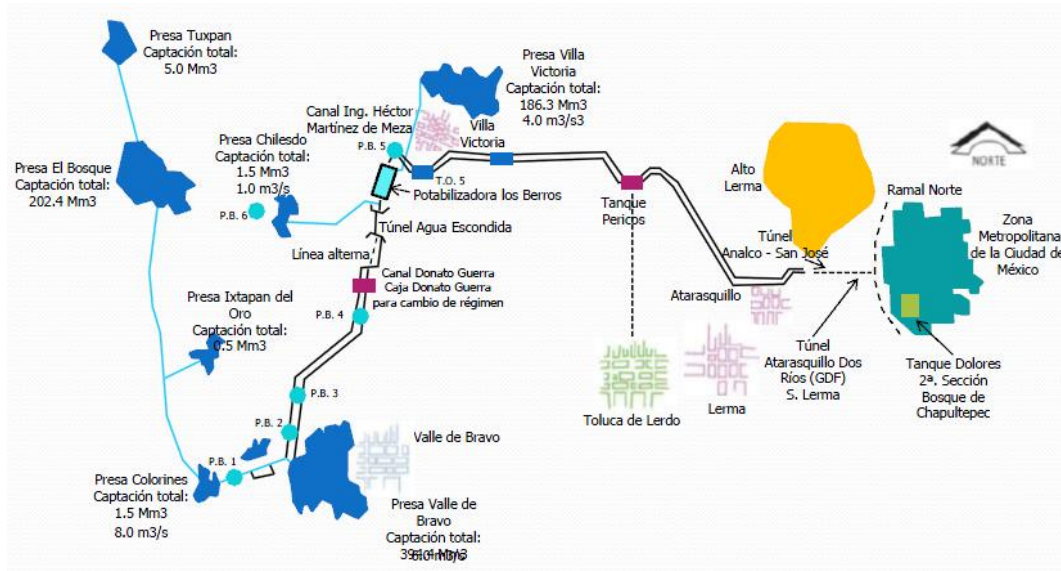 Presa Tuxpan
Captación total:
5.0 Mm3
Presa El Bosque
Captación total:
202.4 Mm3
Presa Chilesdo
Captación total:
1.5 Mm3
1.0 m3/s
P.B. 6
Canal Ing. Héctor
Martínez de Meza
P.B. 5
Presa Villa
Victoria
Captación total:
186.3 Mm3
4.0 m3/s3
Villa
Victoria
T.O. 5
Potabilizadora los Berros
Túnel Agua Escondida
Línea alterna
Canal Donato Guerra
Caja Donato Guerra
para cambio de régimen
P.B. 4
Presa Ixtapan del
Oro
Captación total:
0.5 Mm3
P.B. 3
P.B. 2
P.B. 1
Presa Colorines
Captación total:
1.5 Mm3
8.0 m3/s
Valle de Bravo
Presa Valle de
Bravo
Captación total:
Tanque
Pericos
Toluca de Lerdo
Lerma
Atarasquillo
Alto
Lerma
Túnel
Analco - San José
NORTE
Ramal Norte
Zona
Metropolitana
de la Ciudad de
México
Túnel
Atarasquillo Dos
Ríos (GDF)
S. Lerma
Tanque Dolores
2ª. Sección
Bosque de
Chapultepec